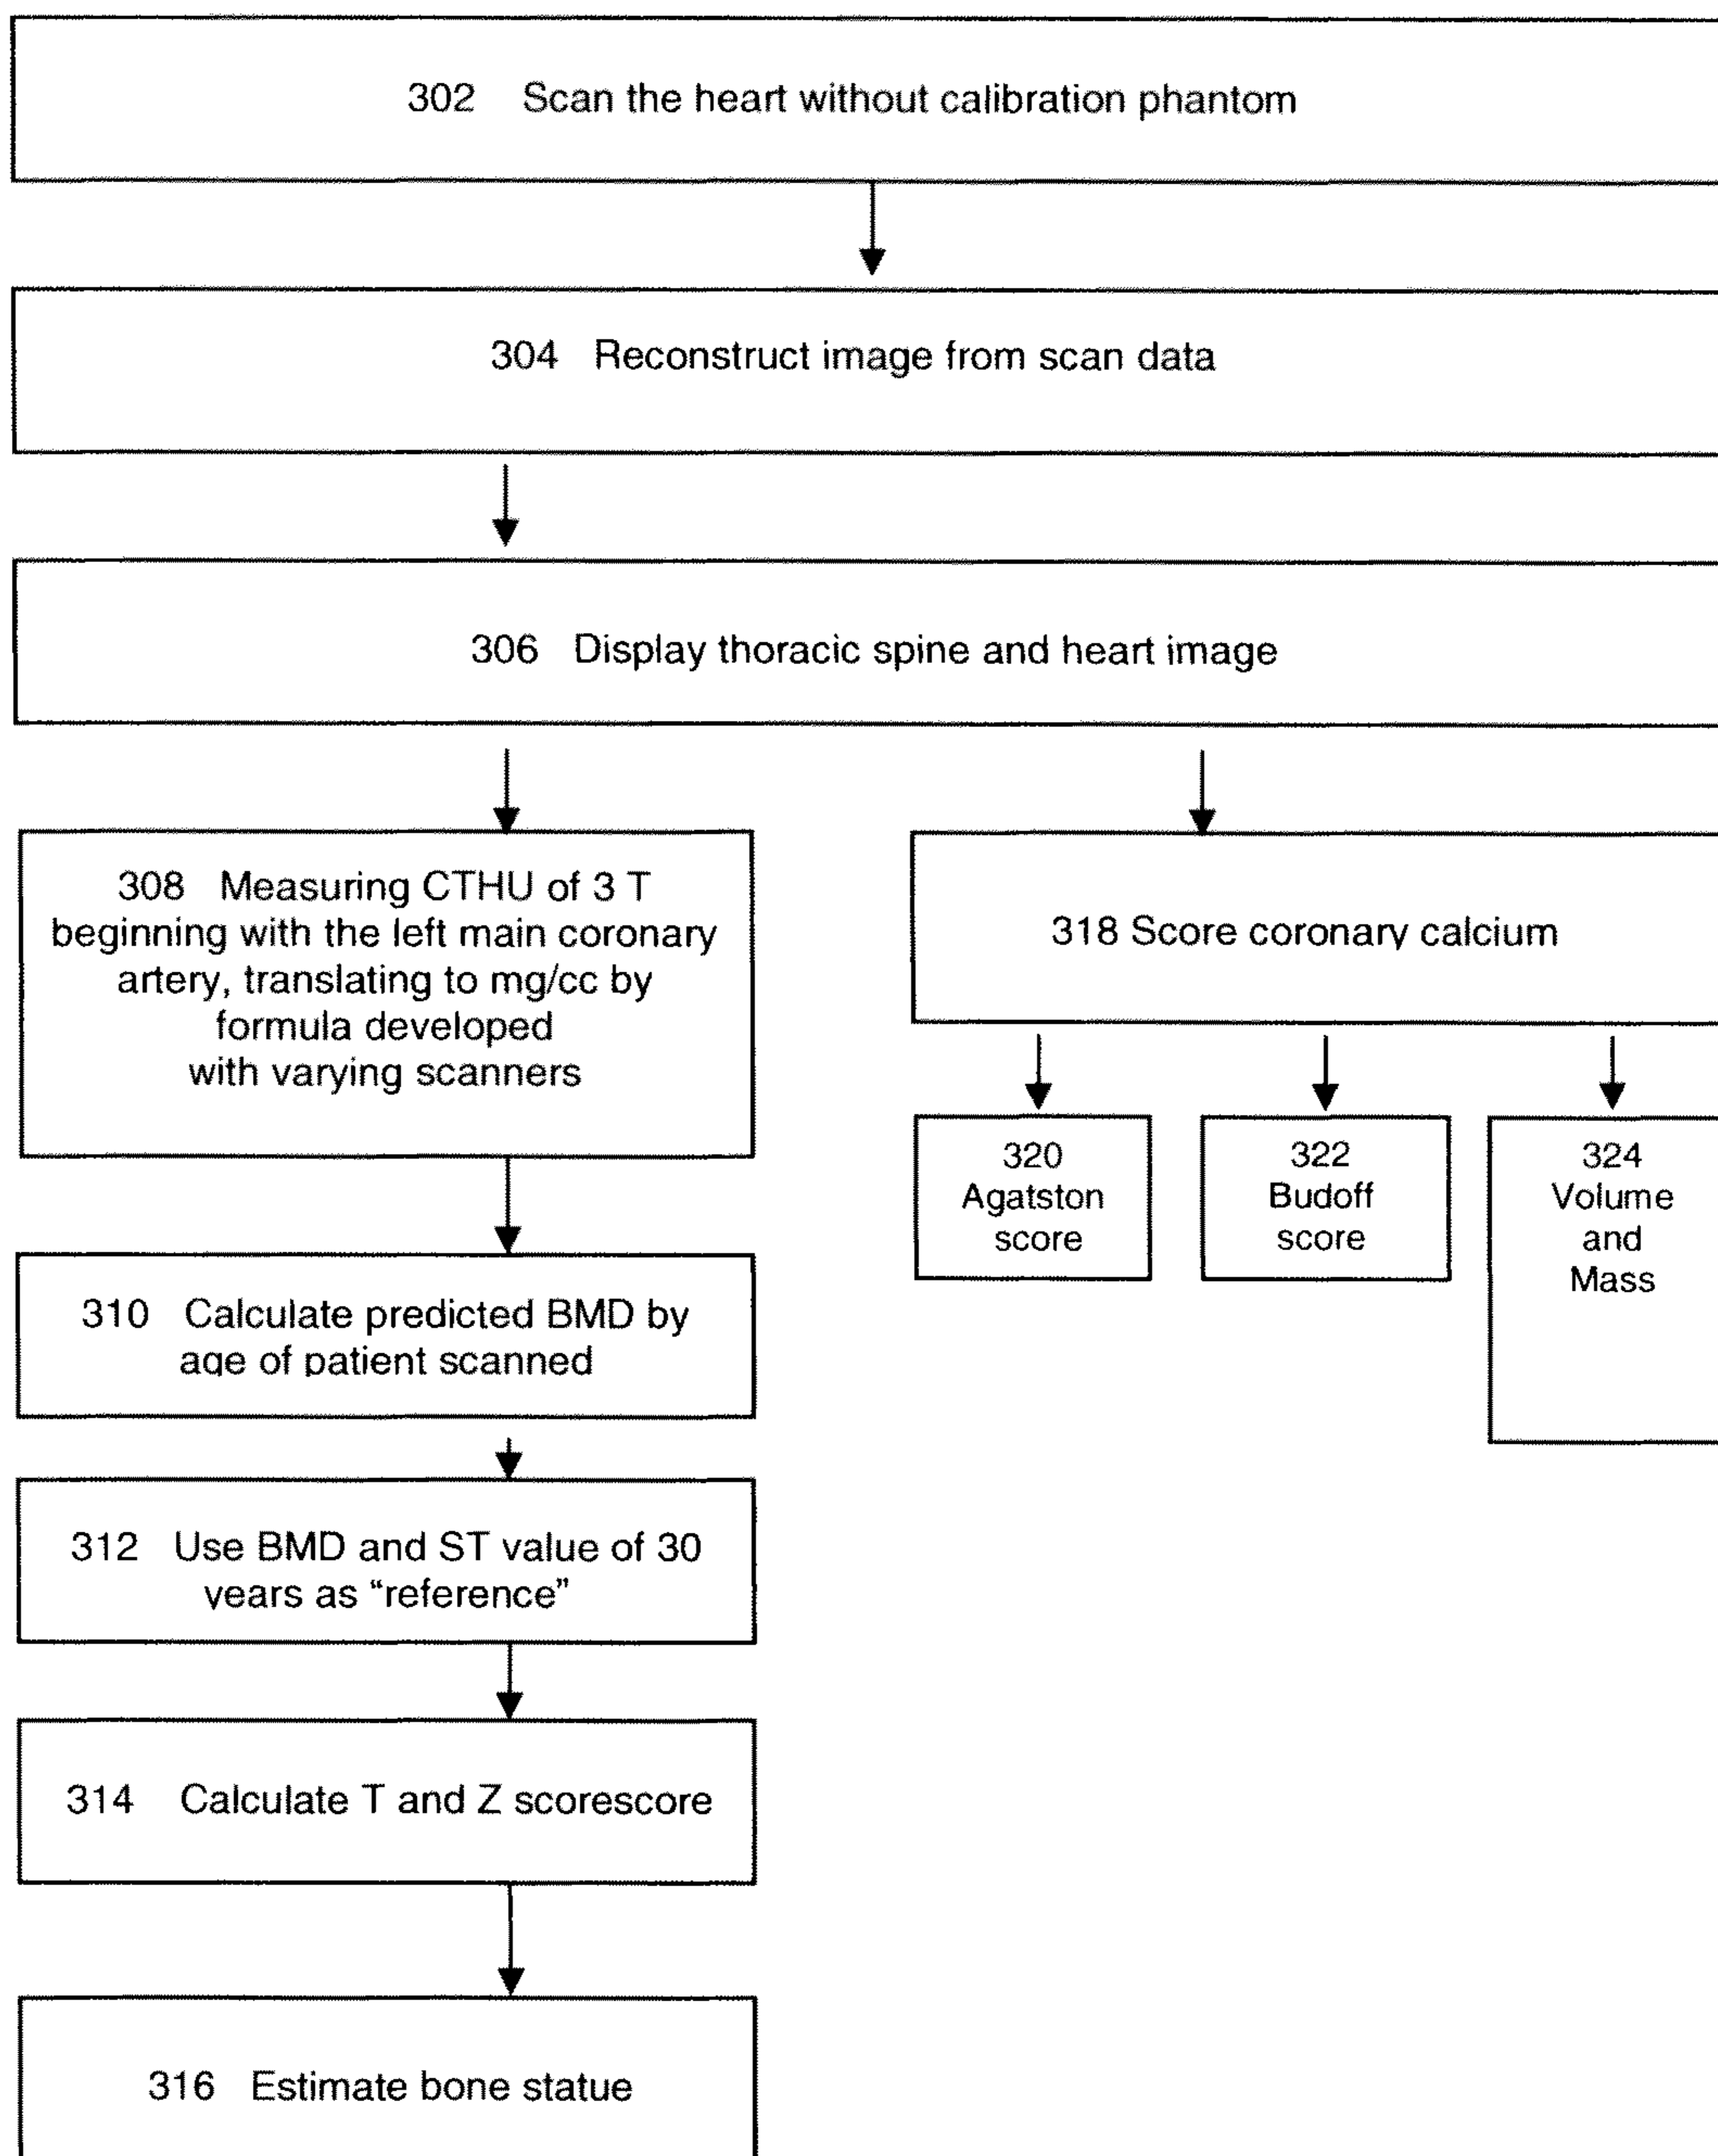 302 Scan the heart without calibration phantom
304 Reconstruct image from scan data
306 Display thoracic spine and heart image
308 Measuring CTHU of 3 T
beginning with the left main coronary
artery, translating to mg/cc by
formula developed
with varying scanners
310 Calculate predicted BMD by
age of patient scanned
312 Use BMD and ST value of 30
years as “reference”
314 Calculate T and Z scorescore
316 Estimate bone statue
318 Score coronary calcium
320
Agatston
score
322
Budoff
score
324
Volume
and
Mass